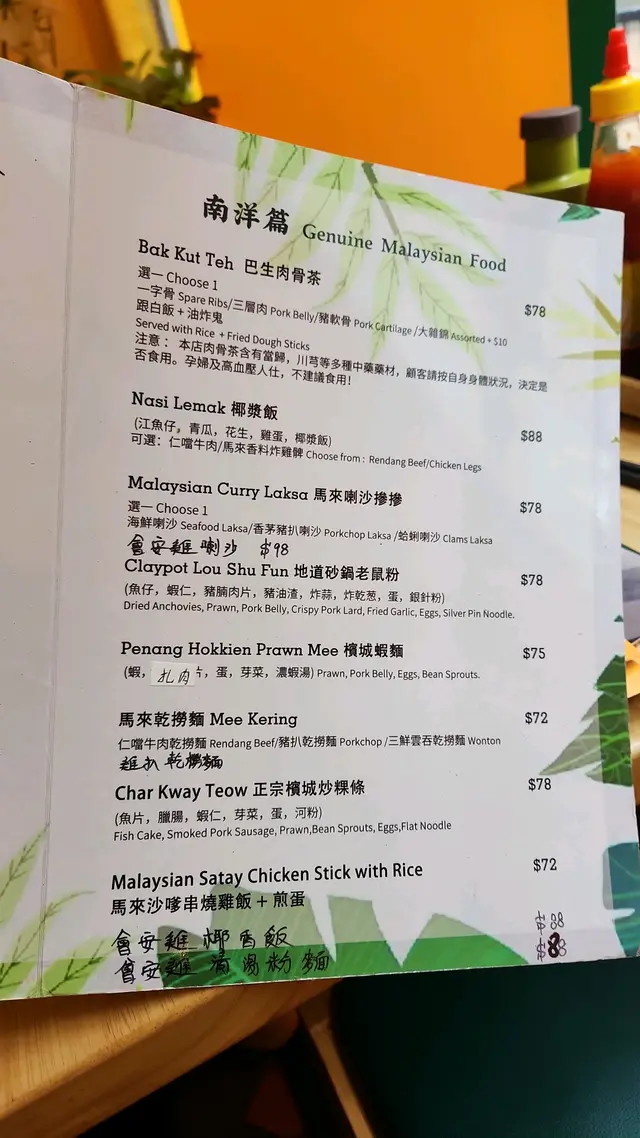 南洋篇 Genuine Malaysian Food
Bak Kut Teh 巴生肉骨茶 $78
選一 Choose 1
一字骨 Spare Ribs/三層肉 Pork Belly/豬軟骨 Pork Cartilage /大雜錦 Assorted + $10
跟白飯 + 油炸鬼
Served with Rice + Fried Dough Sticks
注意： 本店肉骨茶含有當歸，川芎等多種中藥藥材，顧客請按自身身體狀況，決定是
否食用。孕婦及高血壓人仕，不建議食用!
Nasi Lemak 椰漿飯 $88
(江魚仔，青瓜，花生，雞蛋，椰漿飯)
可選：仁噹牛肉/馬來香料炸雞髀 Choose from : Rendang Beef/Chicken Legs
Malaysian Curry Laksa 馬來喇沙摻摻 $78
選一 Choose 1
海鮮喇沙 Seafood Laksa/香茅豬扒喇沙 Porkchop Laksa /蛤蜊喇沙 Clams Laksa
會安雞喇沙 $98
Claypot Lou Shu Fun 地道砂鍋老鼠粉 $78
(魚仔，蝦仁，豬腩肉片，豬油渣，炸蒜，炸乾葱，蛋，銀針粉)
Dried Anchovies, Prawn, Pork Belly, Crispy Pork Lard, Fried Garlic, Eggs, Silver Pin Noodle.
Penang Hokkien Prawn Mee 檳城蝦麵 $75
(蝦，扎肉，蛋，芽菜，濃蝦湯) Prawn, Pork Belly, Eggs, Bean Sprouts.
馬來乾撈麵 Mee Kering $72
仁噹牛肉乾撈麵 Rendang Beef/豬扒乾撈麵 Porkchop /三鮮雲吞乾撈麵 Wonton
雞扒乾撈麵
Char Kway Teow 正宗檳城炒粿條 $78
(魚片，臘腸，蝦仁，芽菜，蛋，河粉)
Fish Cake, Smoked Pork Sausage, Prawn,Bean Sprouts, Eggs,Flat Noodle
Malaysian Satay Chicken Stick with Rice $72
馬來沙嗲串燒雞飯 + 煎蛋
會安雞椰香飯 88
會安雞清湯粉麵 88